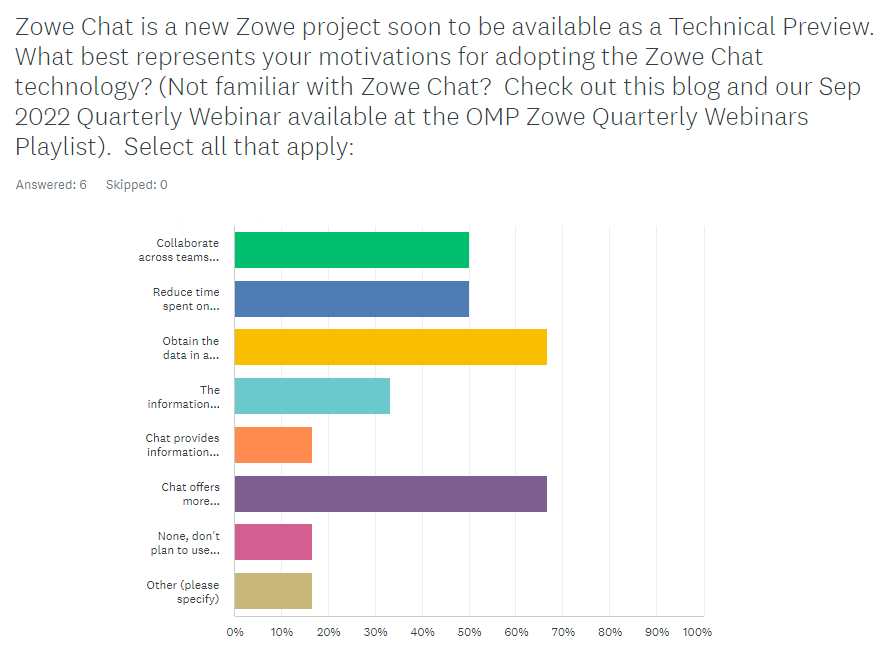 Zowe Chat is a new Zowe project soon to be available as a Technical Preview.
What best represents your motivations for adopting the Zowe Chat
technology? (Not familiar with Zowe Chat?  Check out this blog and our Sep
2022 Quarterly Webinar available at the OMP Zowe Quarterly Webinars
Playlist).  Select all that apply:
Answered: 6 Skipped: 0
Collaborate
across teams...
Reduce time
spent on...
Obtain the
data in a...
The
information...
Chat provides
information...
Chat offers
more...
None, don't
plan to use...
Other (please
specify)
0% 10% 20% 30% 40% 50% 60% 70% 80% 90% 100%